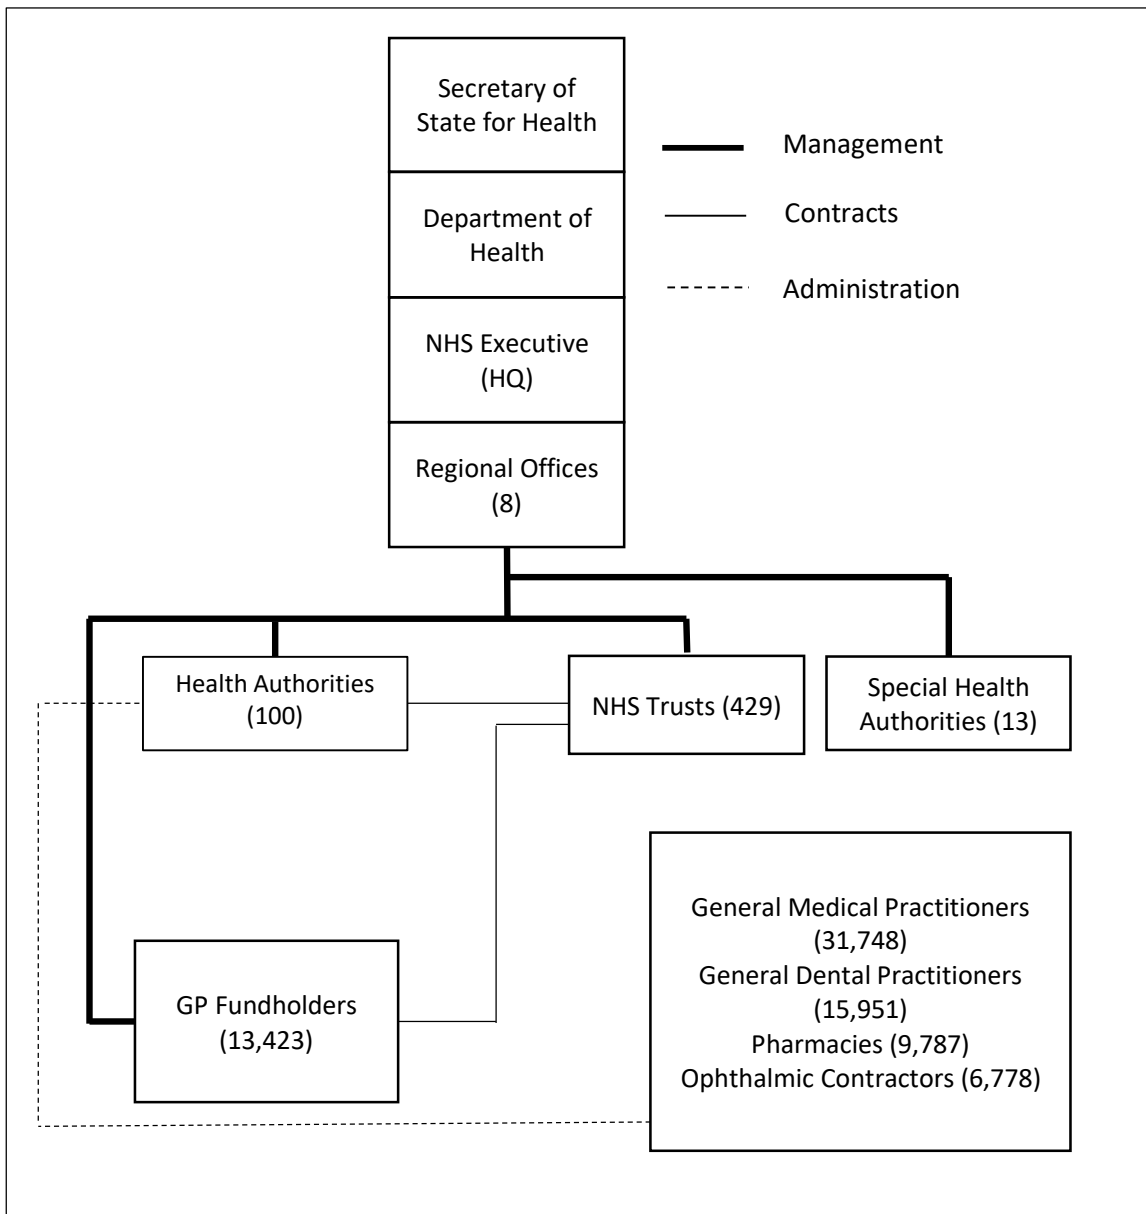 Secretary of
State for Health
Management
Contracts
Administration
Department of
Health
NHS Executive
(HQ)
Regional Offices
(8)
Health Authorities
(100)
NHS Trusts (429)
Special Health
Authorities (13)
GP Fundholders
(13,423)
General Medical Practitioners
(31,748)
General Dental Practitioners
(15,951)
Pharmacies (9,787)
Ophthalmic Contractors (6,778)